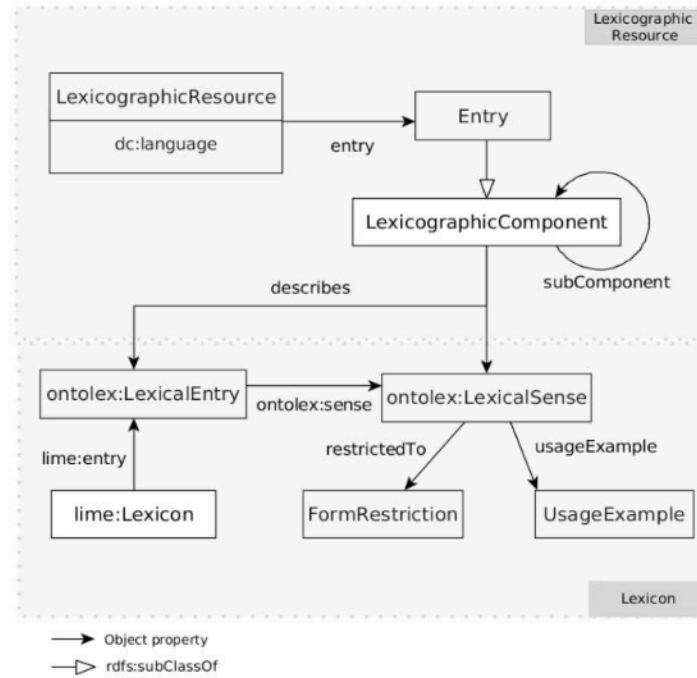 Lexicographic
Resource
LexicographicResource
dc:language
entry
Entry
LexicographicComponent
subComponent
describes
ontolex:LexicalEntry
ontolex:sense
ontolex:LexicalSense
lime:entry
restrictedTo
usageExample
lime:Lexicon
FormRestriction
UsageExample
Lexicon
Object property
rdfs:subClassOf